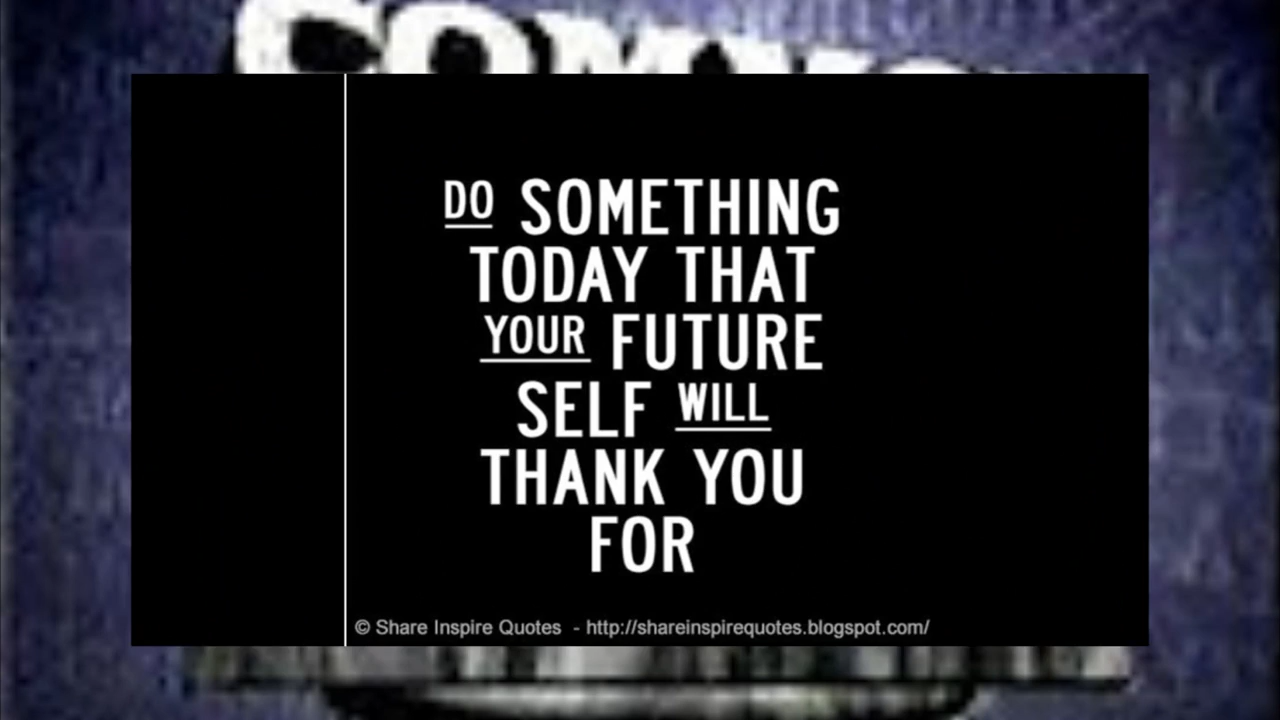 DO SOMETHING
TODAY THAT
YOUR FUTURE
SELF WILL
THANK YOU
FOR
© Share Inspire Quotes - http://shareinspirequotes.blogspot.com/